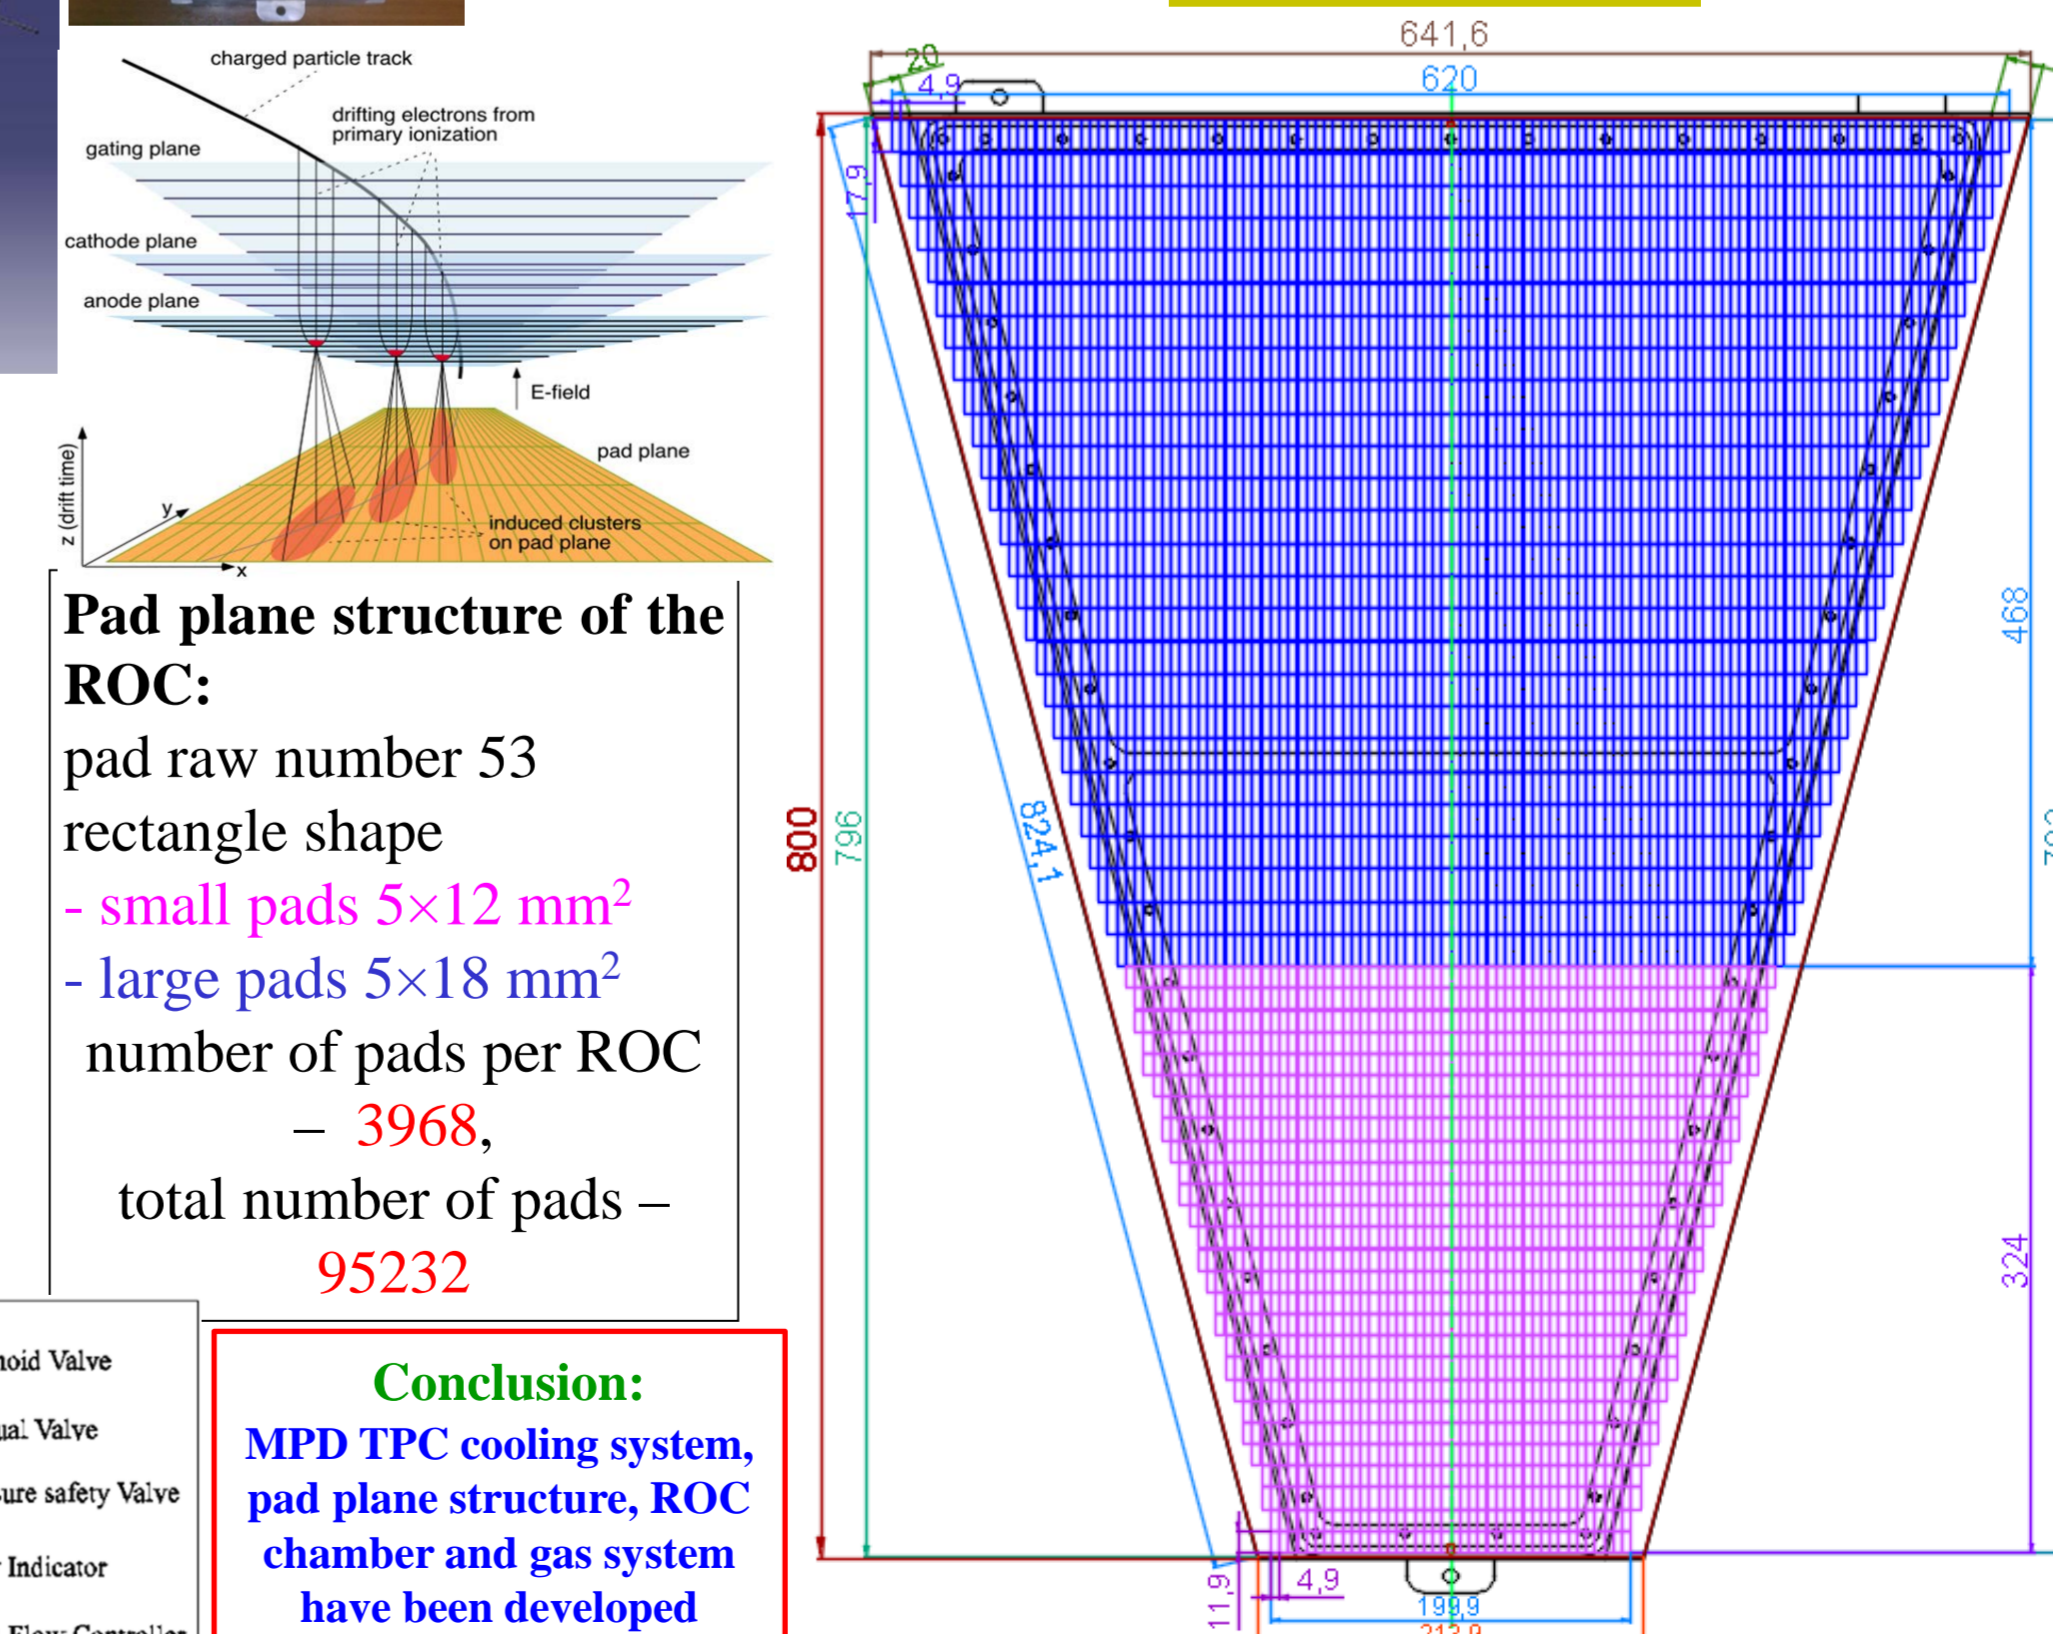 charged particle track
drifting electrons from
primary ionization
gating plane
cathode plane
anode plane
E-field
pad plane
z (drift time)
y
induced clusters
on pad plane
x
Pad plane structure of the
ROC:
pad raw number 53
rectangle shape
- small pads 5×12 mm²
- large pads 5×18 mm²
number of pads per ROC
– 3968,
total number of pads –
95232
Valve
Valve
safety Valve
Indicator
Conclusion:
MPD TPC cooling system,
pad plane structure, ROC
chamber and gas system
have been developed
641,6
20
4,9
620
17,9
468
800
796
824,1
324
11,9
4,9
199,9